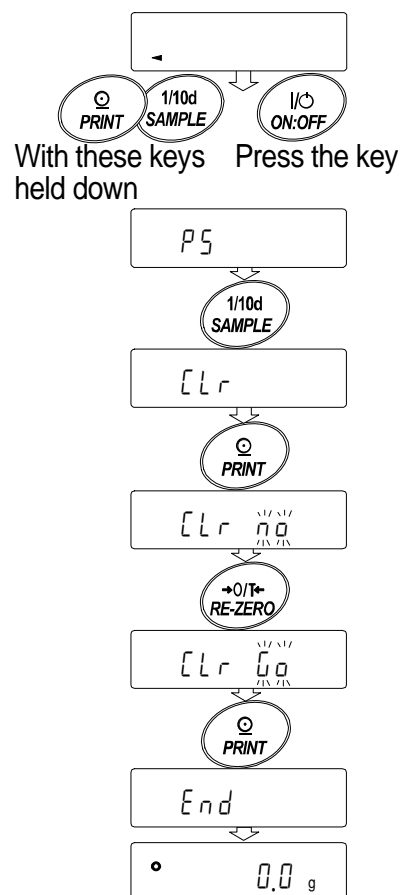 ◄
1/10d I/⏻
PRINT SAMPLE ON:OFF
With these keys Press the key
held down
PS
1/10d
SAMPLE
CLr
PRINT
CLr no
→0/T←
RE-ZERO
CLr Go
PRINT
End
0.0 g